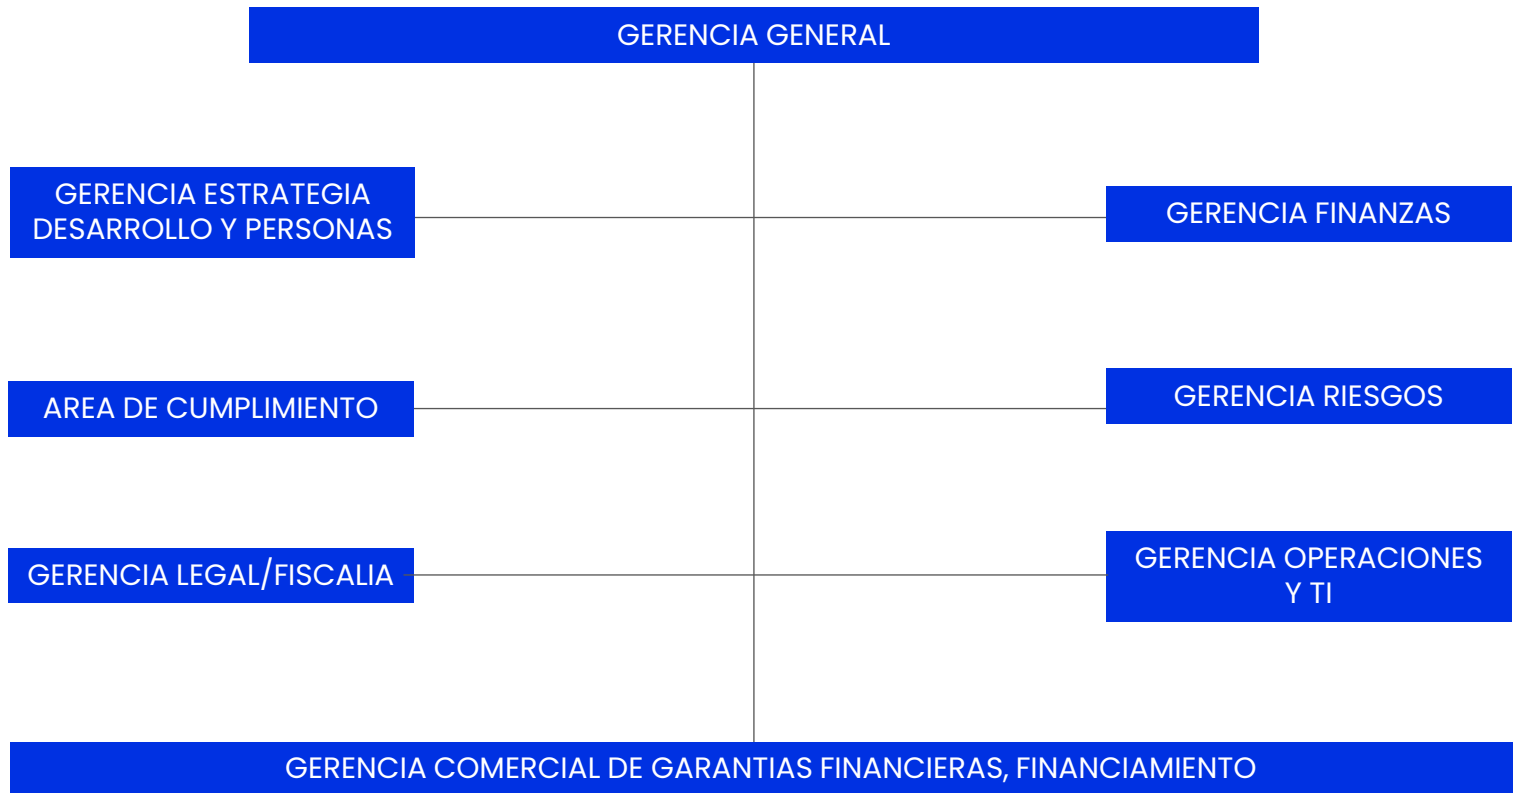 GERENCIA GENERAL
GERENCIA ESTRATEGIA
DESARROLLO Y PERSONAS
GERENCIA FINANZAS
AREA DE CUMPLIMIENTO
GERENCIA RIESGOS
GERENCIA LEGAL/FISCALIA
GERENCIA OPERACIONES
Y TI
GERENCIA COMERCIAL DE GARANTIAS FINANCIERAS, FINANCIAMIENTO